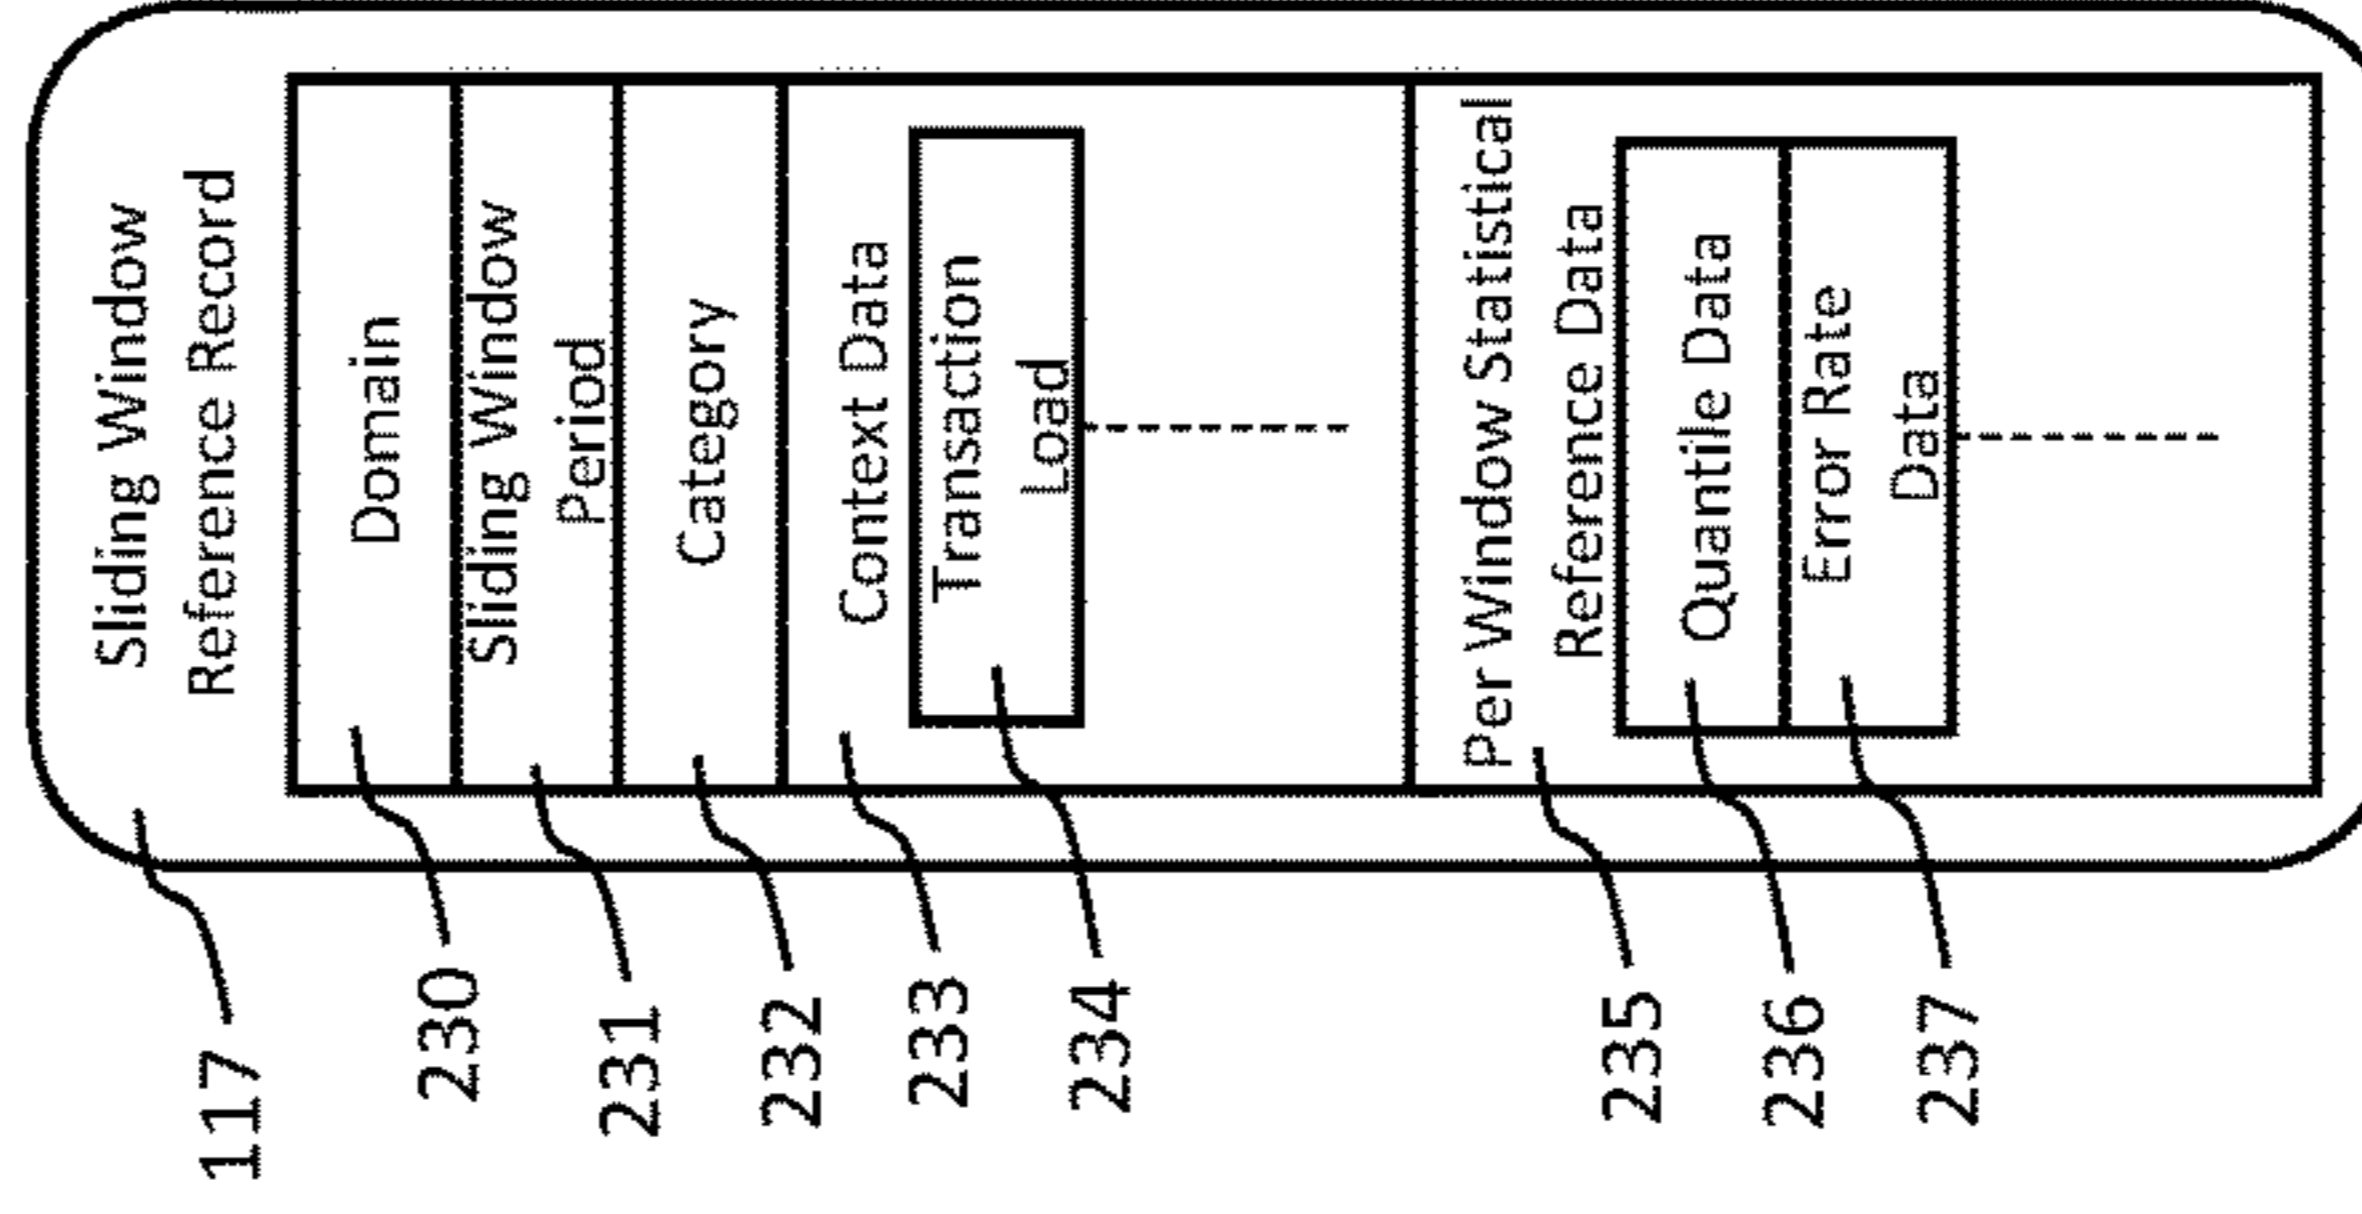 Sliding Window
Reference Record
Domain
Sliding Window
Period
Category
Context Data
Transaction
Load
Per Window Statistical
Reference Data
Quantile Data
Error Rate
Data
117
230
231
232
233
234
235
236
237